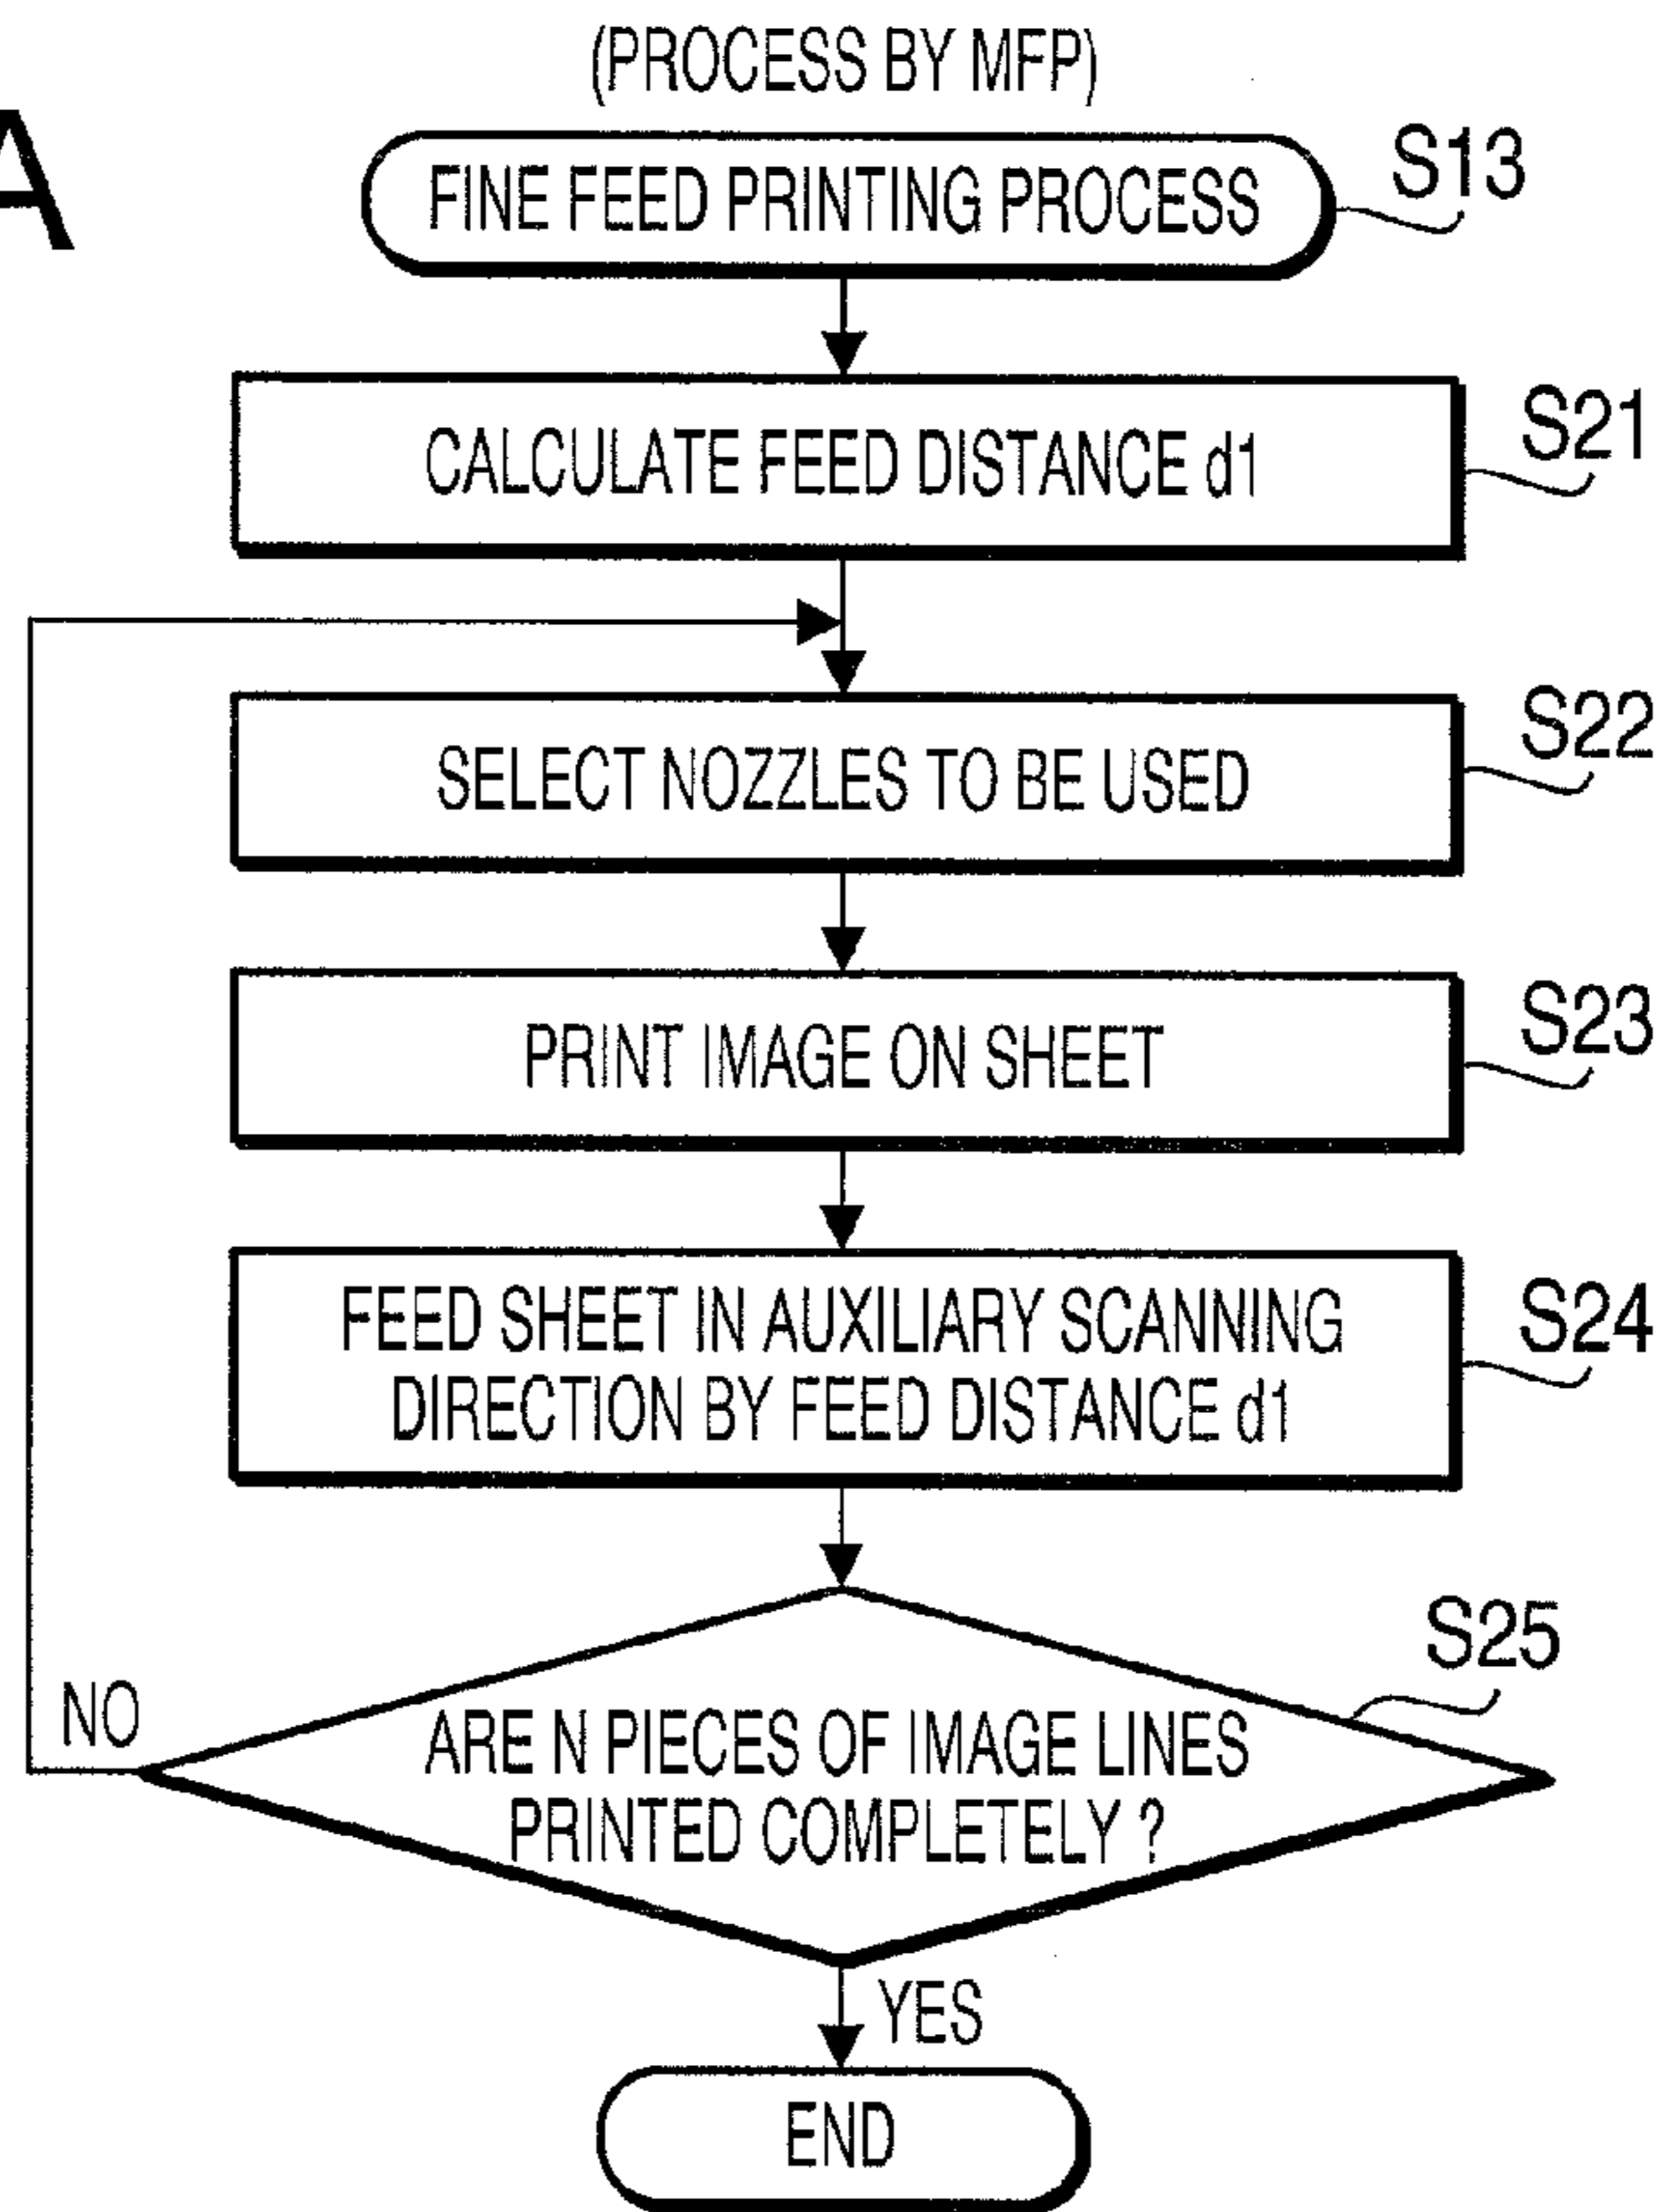 (PROCESS BY MFP)
A
FINE FEED PRINTING PROCESS
S13
CALCULATE FEED DISTANCE d1
S21
SELECT NOZZLES TO BE USED
S22
PRINT IMAGE ON SHEET
S23
FEED SHEET IN AUXILIARY SCANNING
DIRECTION BY FEED DISTANCE d1
S24
ARE N PIECES OF IMAGE LINES
PRINTED COMPLETELY ?
S25
NO
YES
END